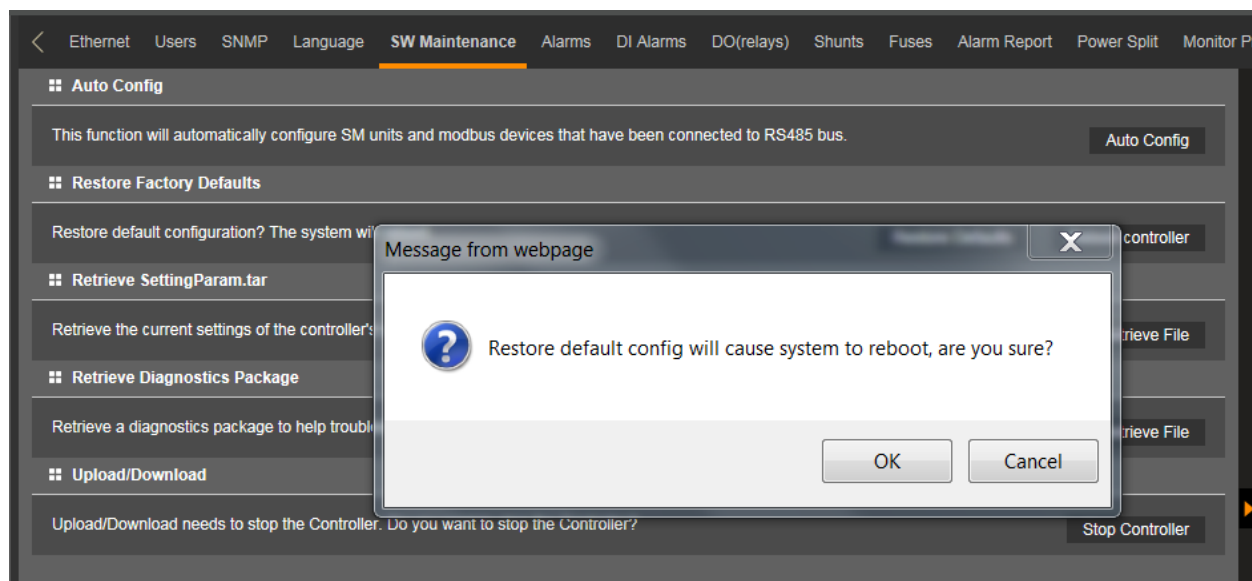 Ethernet Users SNMP Language SW Maintenance Alarms DI Alarms DO(relays) Shunts Fuses Alarm Report Power Split Monitor P
Auto Config
This function will automatically configure SM units and modbus devices that have been connected to RS485 bus.
Auto Config
Restore Factory Defaults
Restore default configuration? The system wi
controller
Message from webpage
Restore default config will cause system to reboot, are you sure?
OK Cancel
Retrieve SettingParam.tar
Retrieve the current settings of the controller's
trieve File
Retrieve Diagnostics Package
Retrieve a diagnostics package to help troubl
trieve File
Upload/Download
Upload/Download needs to stop the Controller. Do you want to stop the Controller?
Stop Controller